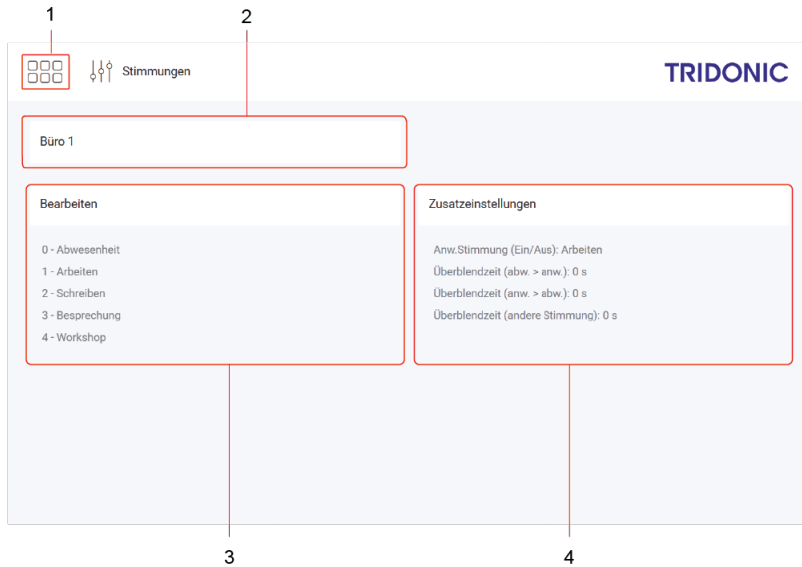 1
2
Stimmungen
TRIDONIC
Büro 1
Bearbeiten
0 - Abwesenheit
1 - Arbeiten
2 - Schreiben
3 - Besprechung
4 - Workshop
Zusatzeinstellungen
Anw.Stimmung (Ein/Aus): Arbeiten
Überblendzeit (abw. > anw.): 0 s
Überblendzeit (anw. > abw.): 0 s
Überblendzeit (andere Stimmung): 0 s
3
4